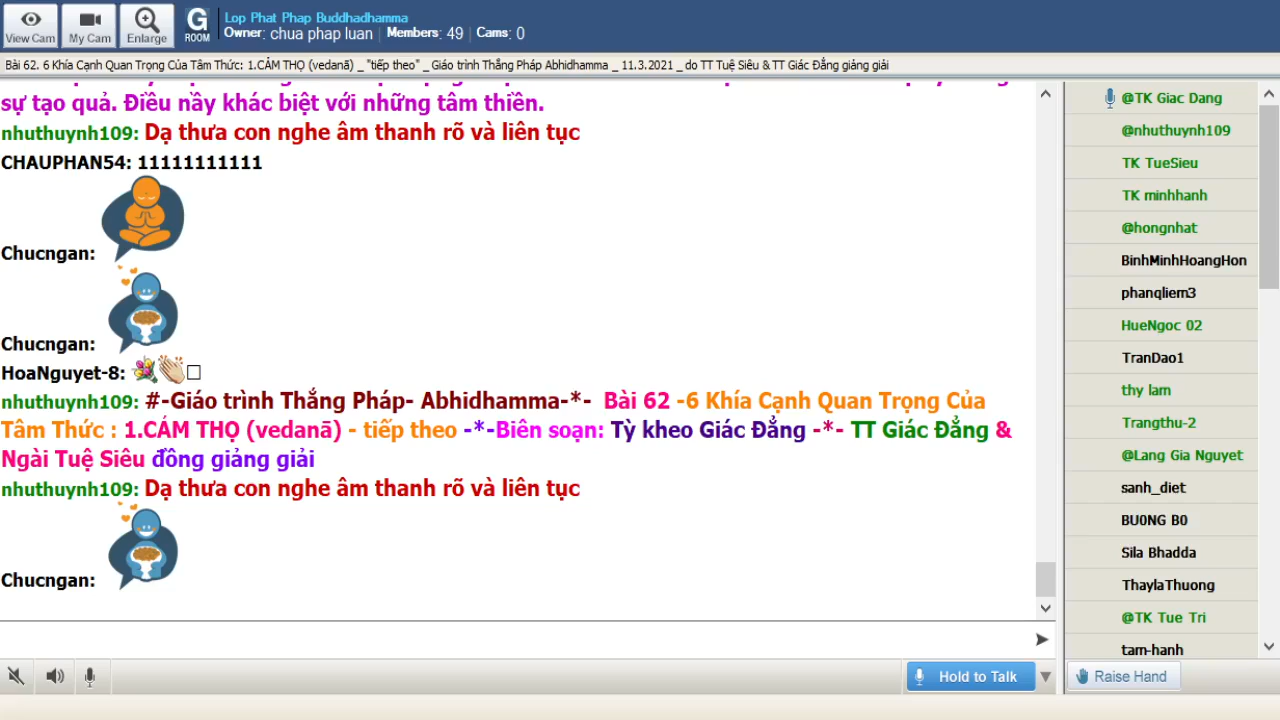 View Cam
My Cam
Enlarge
G
ROOM
Lop Phat Phap Buddhadhamma
Owner: chua phap luan | Members: 49 | Cams: 0
Bài 62. 6 Khía Cạnh Quan Trọng Của Tâm Thức: 1.CẢM THỌ (vedanā) _ "tiếp theo" _ Giáo trình Thắng Pháp Abhidhamma _ 11.3.2021 _ do TT Tuệ Siêu & TT Giác Đẳng giảng giải
sự tạo quả. Điều nầy khác biệt với những tâm thiền.
nhuthuynh109: Dạ thưa con nghe âm thanh rõ và liên tục
CHAUPHAN54: 11111111111
Chucngan:
Chucngan:
HoaNguyet-8:
nhuthuynh109: #-Giáo trình Thắng Pháp- Abhidhamma-*- Bài 62 -6 Khía Cạnh Quan Trọng Của
Tâm Thức : 1.CẢM THỌ (vedanā) - tiếp theo -*-Biên soạn: Tỳ kheo Giác Đẳng -*- TT Giác Đẳng &
Ngài Tuệ Siêu đồng giảng giải
nhuthuynh109: Dạ thưa con nghe âm thanh rõ và liên tục
Chucngan:
@TK Giac Dang
@nhuthuynh109
TK TueSieu
TK minhhanh
@hongnhat
BinhMinhHoangHon
phanqliem3
HueNgoc 02
TranDao1
thy lam
Trangthu-2
@Lang Gia Nguyet
sanh_diet
BU0NG B0
Sila Bhadda
ThaylaThuong
@TK Tue Tri
tam-hanh
Hold to Talk
Raise Hand